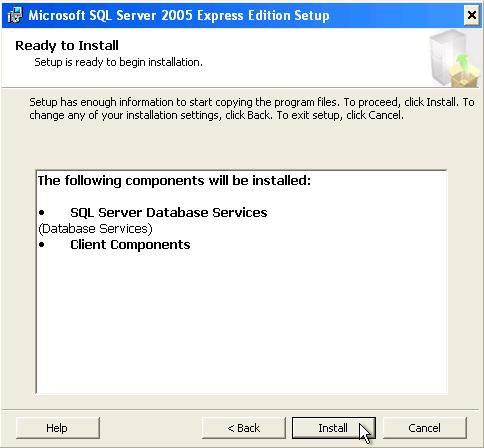 Microsoft SQL Server 2005 Express Edition Setup
Ready to Install
Setup is ready to begin installation.
Setup has enough information to start copying the program files. To proceed, click Install. To
change any of your installation settings, click Back. To exit setup, click Cancel.
The following components will be installed:
• SQL Server Database Services
(Database Services)
• Client Components
Help
< Back
Install
Cancel